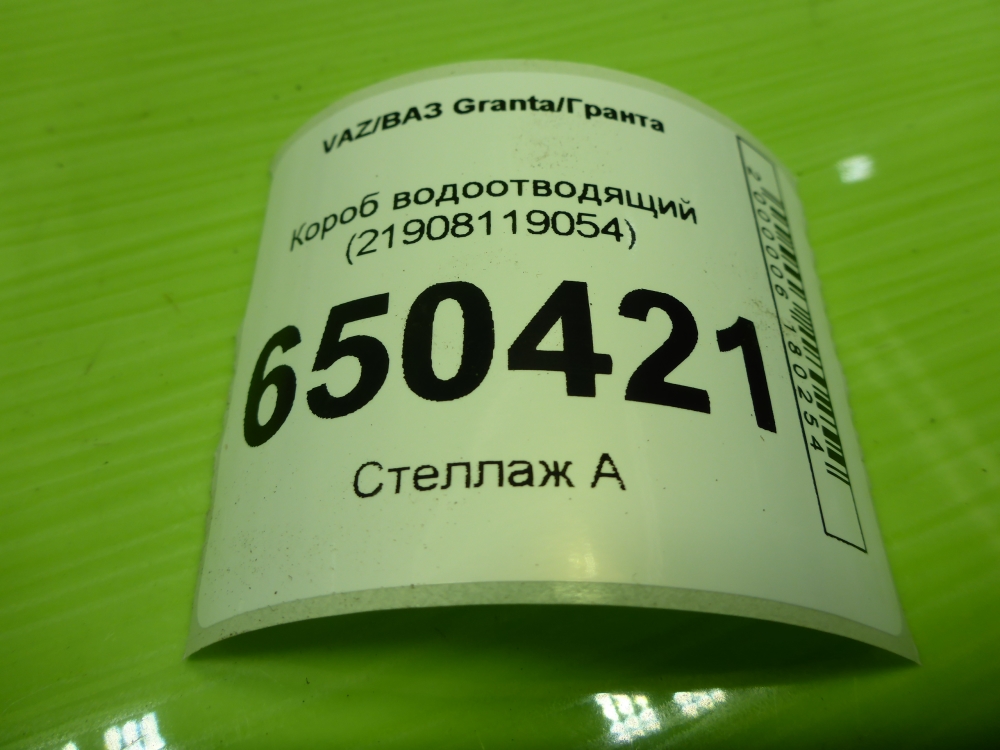 VAZ/ВАЗ Granta/Гранта
Короб водоотводящий
(21908119054)
650421
Стеллаж А
2000006180254